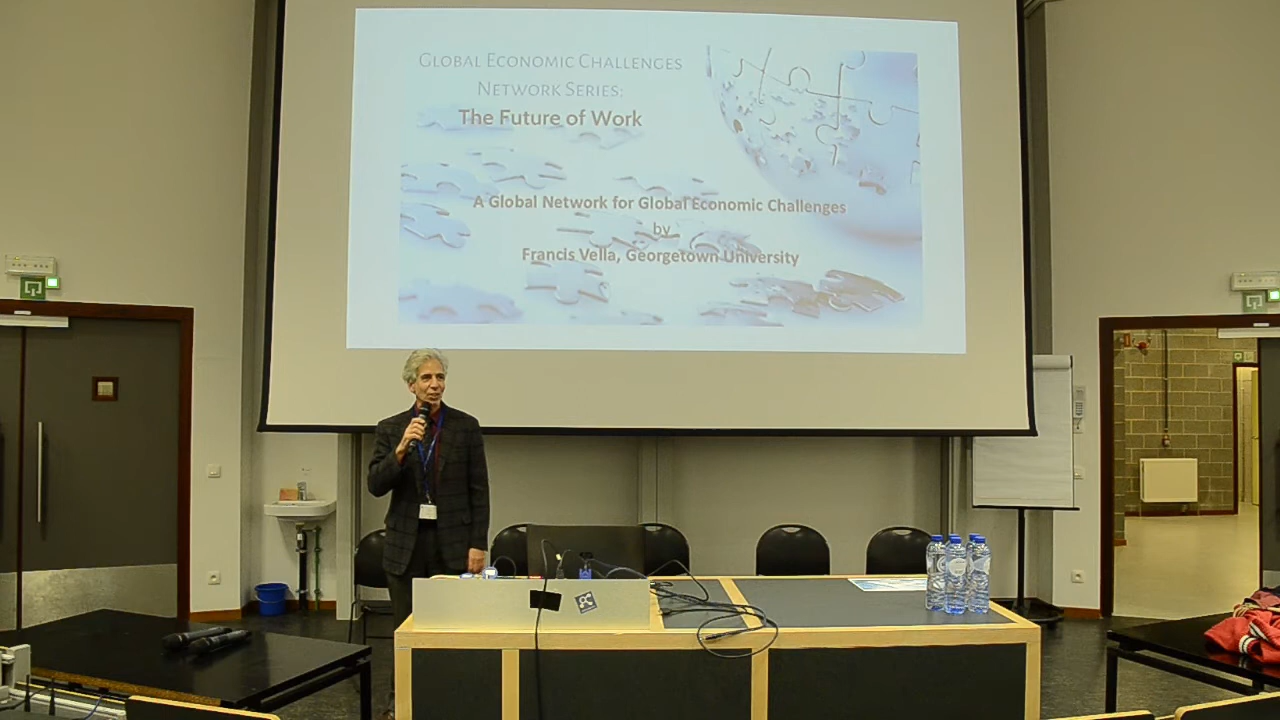 Global Economic Challenges
Network Series:
The Future of Work
A Global Network for Global Economic Challenges
by
Francis Vella, Georgetown University